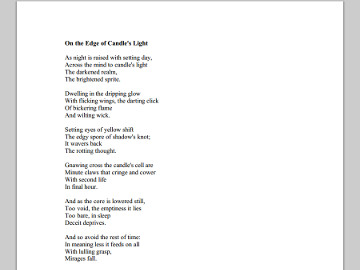 On the Edge of Candle's Light
As night is raised with setting day,
Across the mind to candle's light
The darkened realm,
The brightened sprite.
Dwelling in the dripping glow
With flicking wings, the darting click
Of bickering flame
And wilting wick.
Setting eyes of yellow shift
The edgy spore of shadow's knot;
It wavers back
The rotting thought.
Gnawing cross the candle's cell are
Minute claws that cringe and cower
With second life
In final hour.
And as the core is lowered still,
Too void, the emptiness it lies
Too bare, in sleep
Deceit deprives.
And so avoid the rest of time:
In meaning less it feeds on all
With lulling grasp,
Mirages fall.